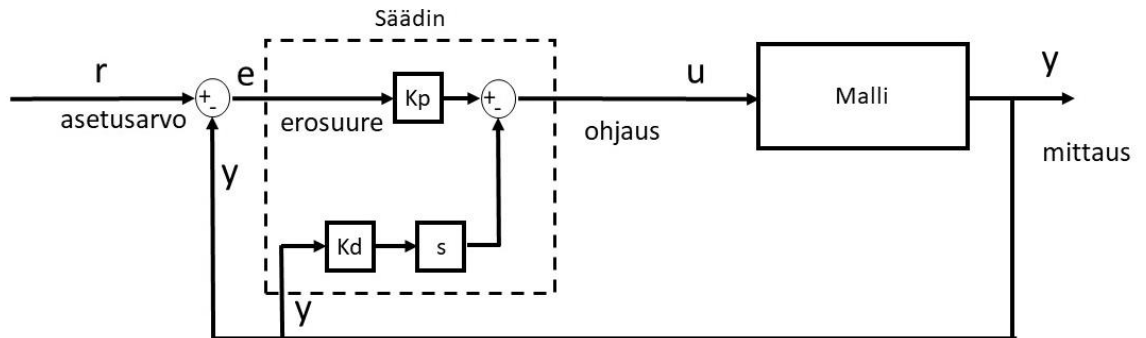 Säädin
r
e
u
y
+
-
Kp
+
-
Malli
asetusarvo
erosuure
ohjaus
mittaus
y
Kd
s
y